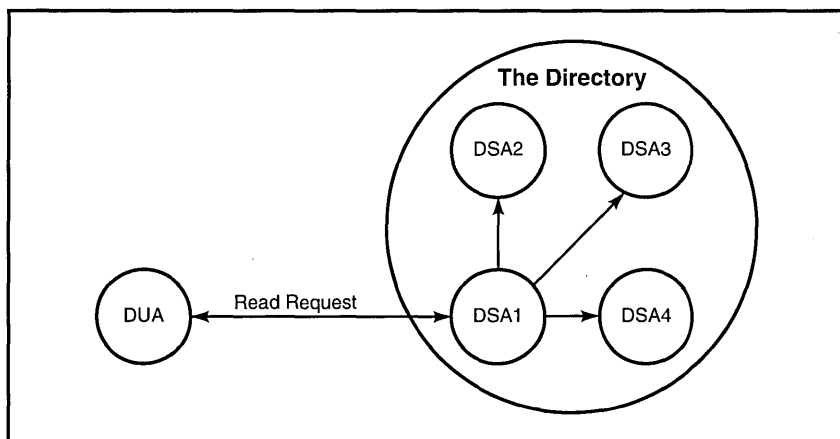 The Directory
DSA2
DSA3
Read Request
DUA
DSA1
DSA4